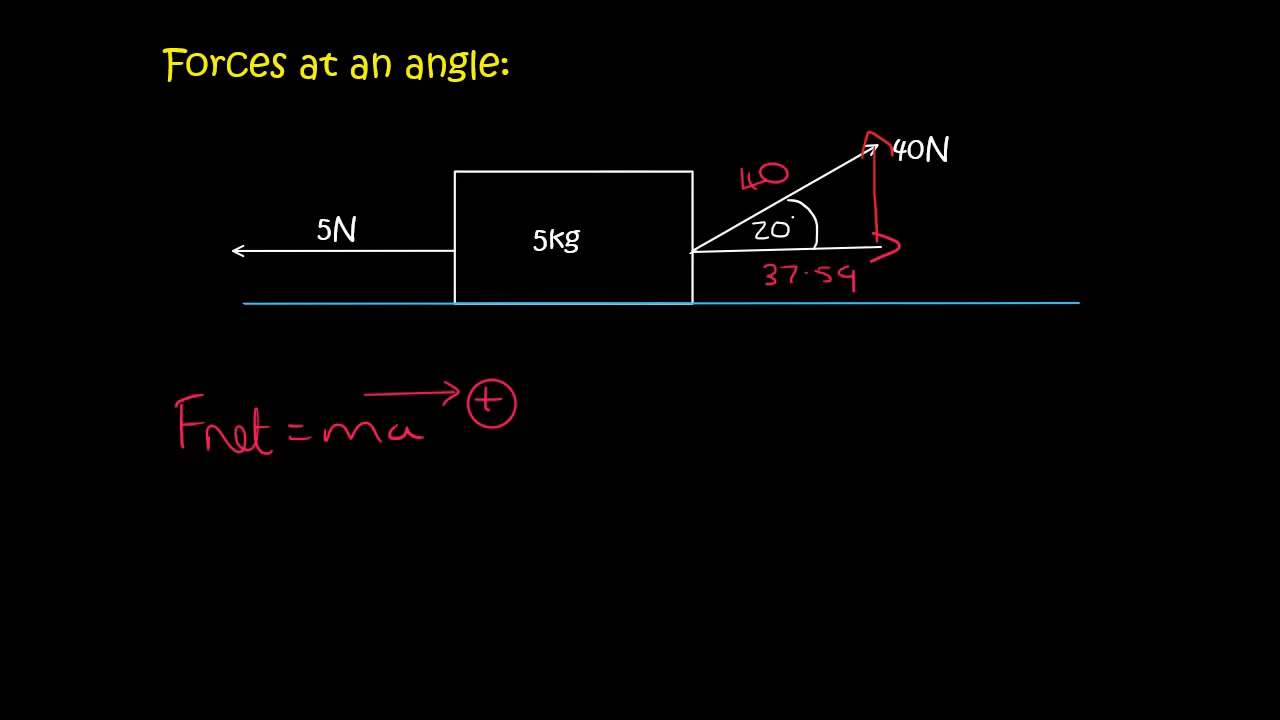 Forces at an angle:
40N
40
5N
5kg
20°
37.59
Fnet = ma
+